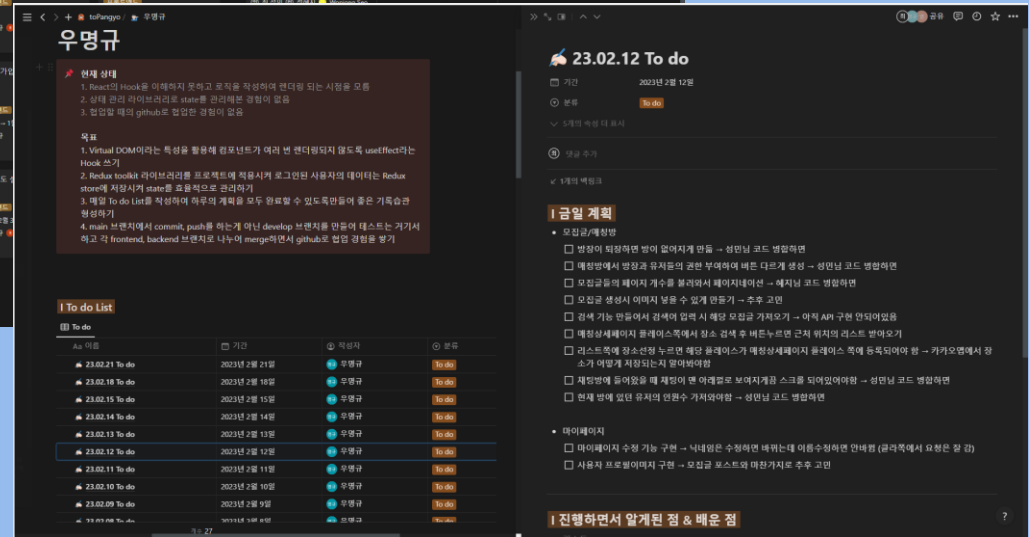 toPangyo / 우명규
우명규
현재 상태
1. React의 Hook을 이해하지 못하고 로직을 작성하여 렌더링 되는 시점을 모름
2. 상태 관리 라이브러리로 state를 관리해본 경험이 없음
3. 협업할 때의 github로 협업한 경험이 없음
목표
1. Virtual DOM이라는 특성을 활용해 컴포넌트가 여러 번 렌더링되지 않도록 useEffect라는
Hook 쓰기
2. Redux toolkit 라이브러리를 프로젝트에 적용시켜 로그인된 사용자의 데이터는 Redux
store에 저장시켜 state를 효율적으로 관리하기
3. 매일 To do List를 작성하여 하루의 계획을 모두 완료할 수 있도록만들어 좋은 기록습관
형성하기
4. main 브랜치에서 commit, push를 하는게 아닌 develop 브랜치를 만들어 테스트는 거기서
하고 각 frontend, backend 브랜치로 나누어 merge하면서 github로 협업 경험을 쌓기
I To do List
To do
Aa 이름 기간 작성자 분류
23.02.21 To do 2023년 2월 21일 우명규 To do
23.02.18 To do 2023년 2월 18일 우명규 To do
23.02.15 To do 2023년 2월 15일 우명규 To do
23.02.14 To do 2023년 2월 14일 우명규 To do
23.02.13 To do 2023년 2월 13일 우명규 To do
23.02.12 To do 2023년 2월 12일 우명규 To do
23.02.11 To do 2023년 2월 11일 우명규 To do
23.02.10 To do 2023년 2월 10일 우명규 To do
23.02.09 To do 2023년 2월 9일 우명규 To do
23.02.08 To do 2023년 2월 8일 우명규 To do
개수 27
공유
23.02.12 To do
기간 2023년 2월 12일
분류 To do
5개의 속성 더 표시
댓글 추가
1개의 백링크
I 금일 계획
모집글/매칭방
방장이 퇴장하면 방이 없어지게 만듦 → 성민님 코드 병합하면
매칭방에서 방장과 유저들의 권한 부여하여 버튼 다르게 생성 → 성민님 코드 병합하면
모집글들의 페이지 개수를 불러와서 페이지네이션 → 혜지님 코드 병합하면
모집글 생성시 이미지 넣을 수 있게 만들기 → 추후 고민
검색 기능 만들어서 검색어 입력 시 해당 모집글 가져오기 → 아직 API 구현 안되어있음
매칭상세페이지 플레이스쪽에서 장소 검색 후 버튼누르면 근처 위치의 리스트 받아오기
리스트쪽에 장소선정 누르면 해당 플레이스가 매칭상세페이지 플레이스 쪽에 등록되어야 함 → 카카오맵에서 장
소가 어떻게 저장되는지 알아봐야함
채팅방에 들어왔을 때 채팅이 맨 아래쪽로 보여지게끔 스크롤 되어있어야함 → 성민님 코드 병합하면
현재 방에 있던 유저의 인원수 가져와야함 → 성민님 코드 병합하면
마이페이지
마이페이지 수정 기능 구현 → 닉네임은 수정하면 바뀌는데 이름수정하면 안바뀜 (클라쪽에서 요청은 잘 감)
사용자 프로필이미지 구현 → 모집글 포스트와 마찬가지로 추후 고민
I 진행하면서 알게된 점 & 배운 점